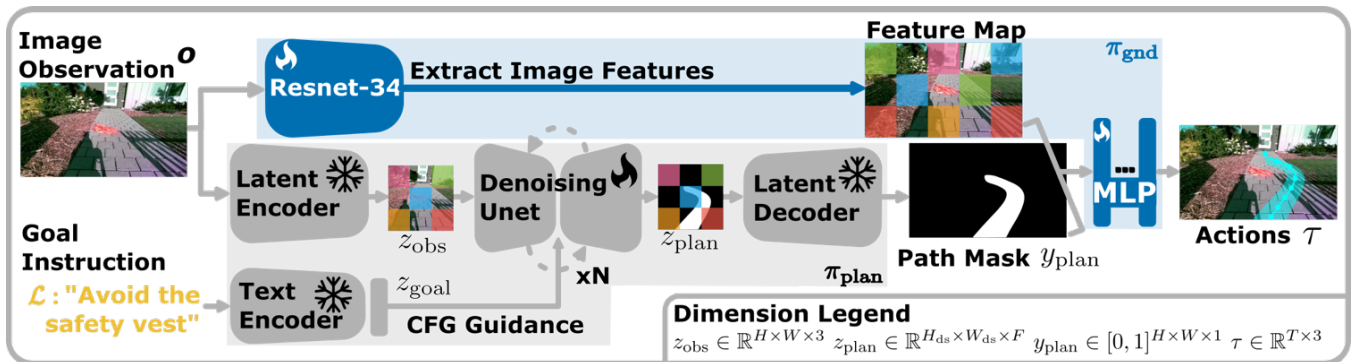 Image
Observation o
Resnet-34
Extract Image Features
Feature Map
π_gnd
Latent
Encoder
z_obs
Denoising
Unet
xN
z_plan
Latent
Decoder
Path Mask y_plan
π_plan
...
MLP
Actions τ
Goal
Instruction
ℒ : "Avoid the
safety vest"
Text
Encoder
z_goal
CFG Guidance
Dimension Legend
z_obs ∈ ℝ^{H×W×3} z_plan ∈ ℝ^{H_ds×W_ds×F} y_plan ∈ [0, 1]^{H×W×1} τ ∈ ℝ^{T×3}